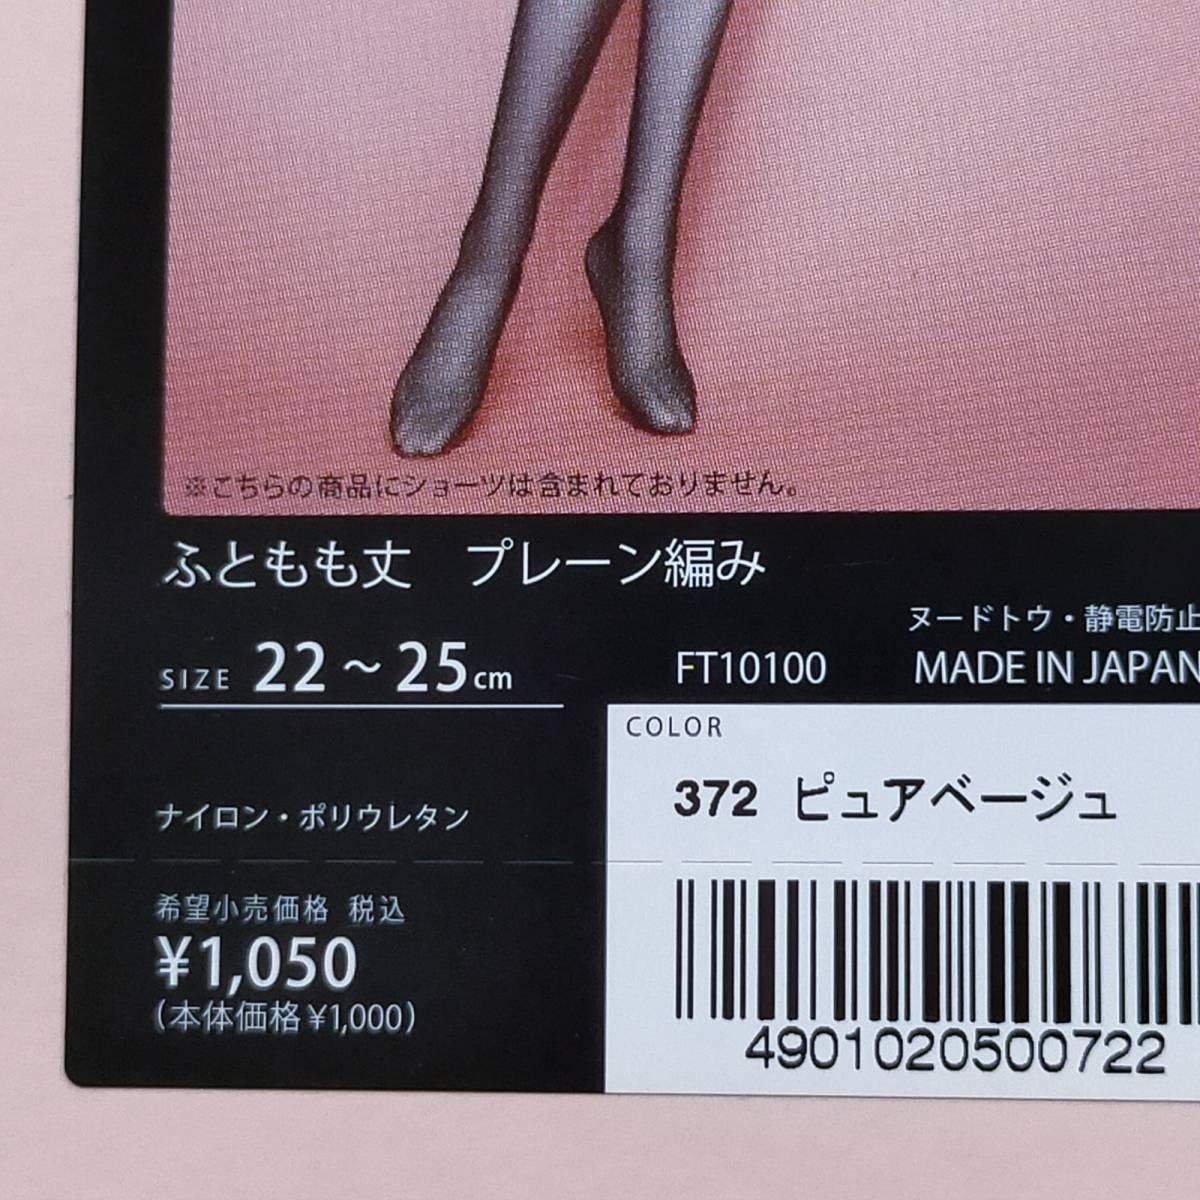 ※こちらの商品にショーツは含まれておりません。
ふともも丈　プレーン編み
ヌードトウ・静電防止
SIZE 22～25cm
FT10100
MADE IN JAPAN
COLOR
372 ピュアベージュ
ナイロン・ポリウレタン
希望小売価格 税込
¥1,050
(本体価格¥1,000)
4901020500722